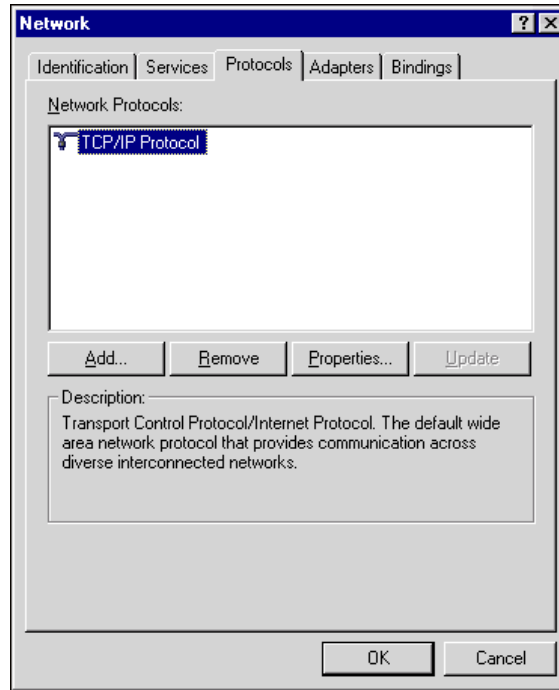 Network
Identification Services Protocols Adapters Bindings
Network Protocols:
TCP/IP Protocol
Add... Remove Properties... Update
Description:
Transport Control Protocol/Internet Protocol. The default wide
area network protocol that provides communication across
diverse interconnected networks.
OK Cancel